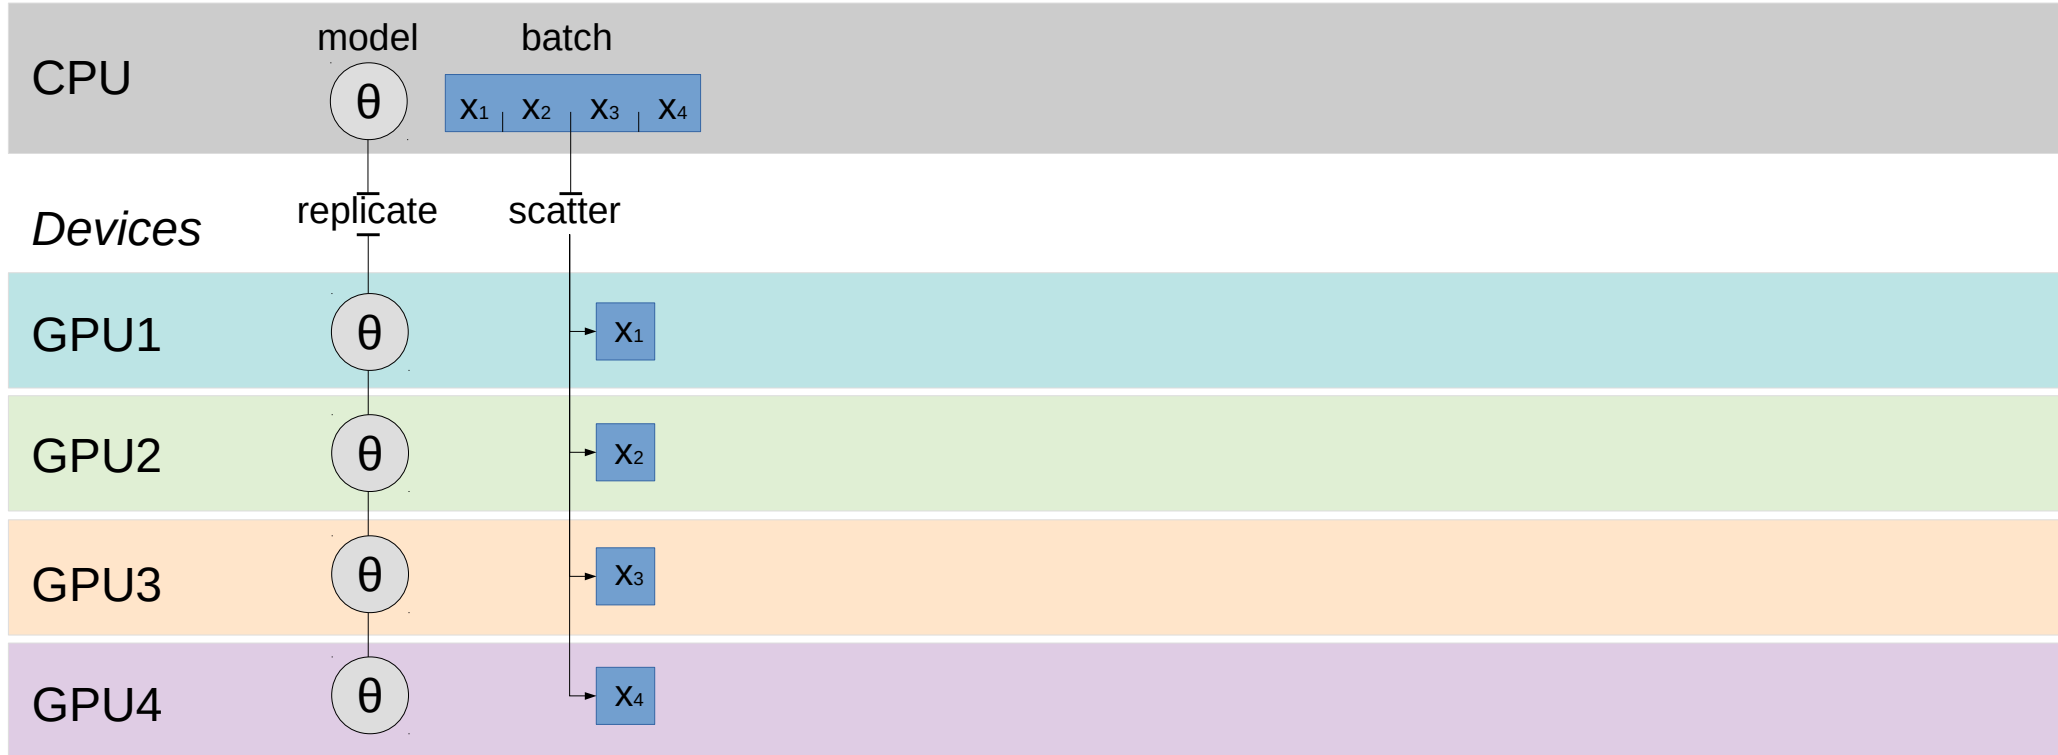 model batch
CPU θ x₁ x₂ x₃ x₄
replicate scatter
Devices
GPU1 θ x₁
GPU2 θ x₂
GPU3 θ x₃
GPU4 θ x₄